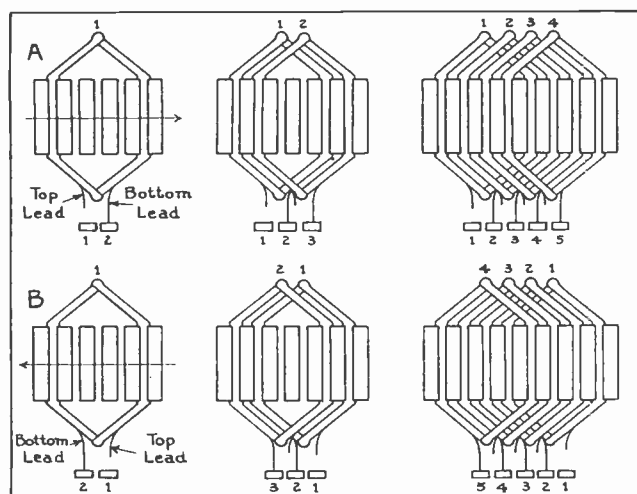 1 1 2 1 2 3 4
A
Top Lead Bottom Lead
1 2 1 2 3 1 2 3 4 5
1 2 1 4 3 2 1
B
Bottom Lead Top Lead
2 1 3 2 1 5 4 3 2 1